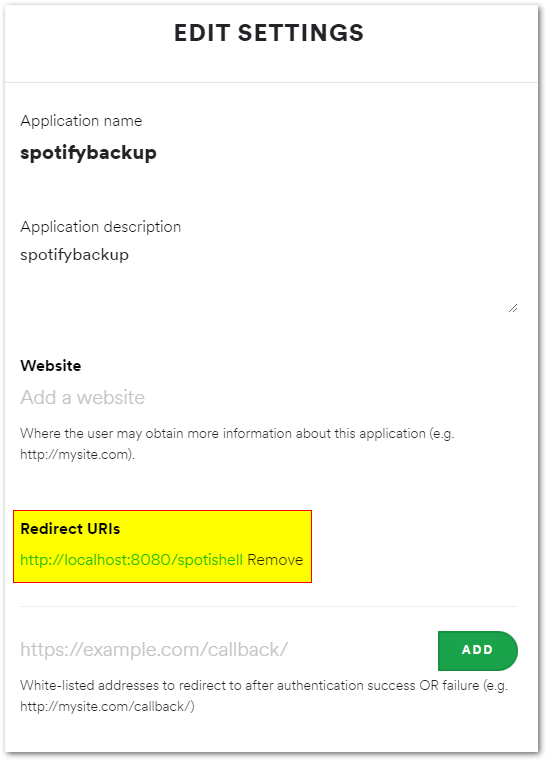 EDIT SETTINGS
Application name
spotifybackup
Application description
spotifybackup
Website
Add a website
Where the user may obtain more information about this application (e.g.
http://mysite.com).
Redirect URIs
http://localhost:8080/spotishell Remove
https://example.com/callback/ ADD
White-listed addresses to redirect to after authentication success OR failure (e.g.
http://mysite.com/callback/)